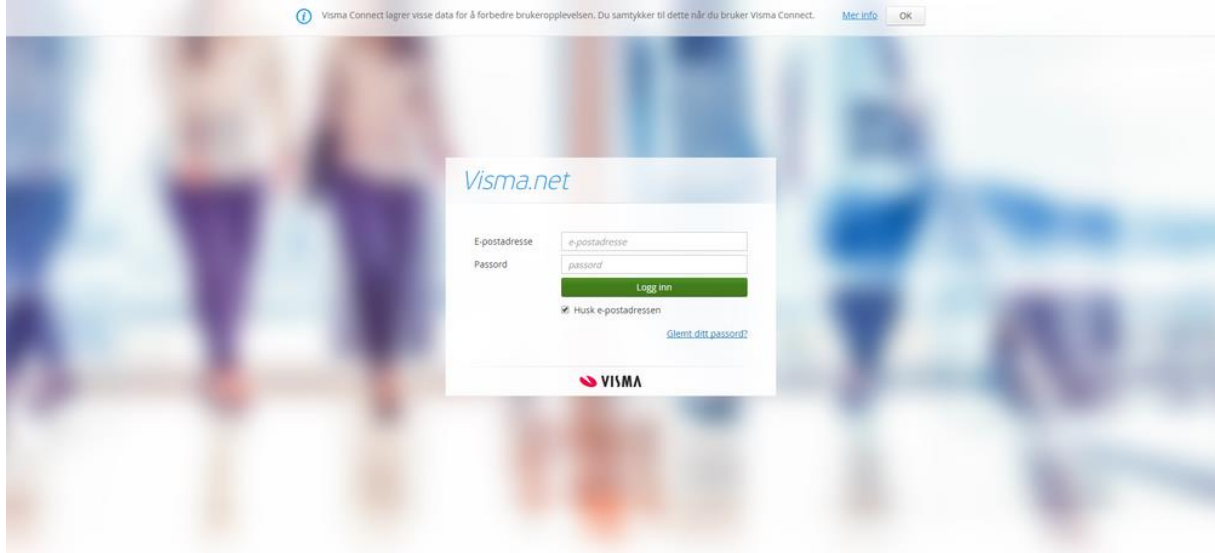 Visma Connect lagrer visse data for å forbedre brukeropplevelsen. Du samtykker til dette når du bruker Visma Connect. Mer info OK
Visma.net
E-postadresse e-postadresse
Passord passord
Logg inn
Husk e-postadressen
Glemt ditt passord?
VISMA